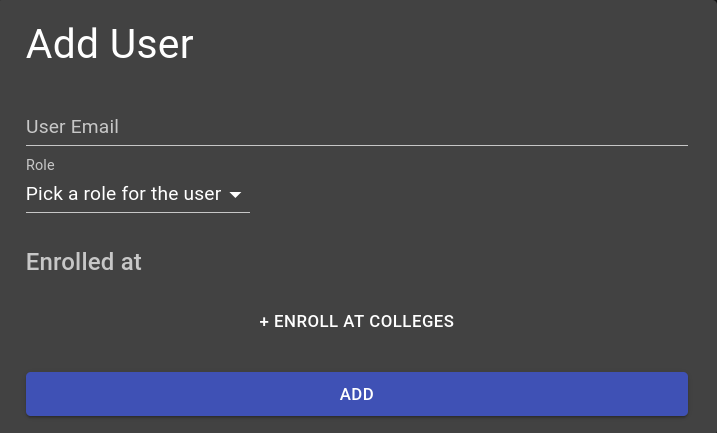 Add User
User Email
Role
Pick a role for the user
Enrolled at
+ ENROLL AT COLLEGES
ADD